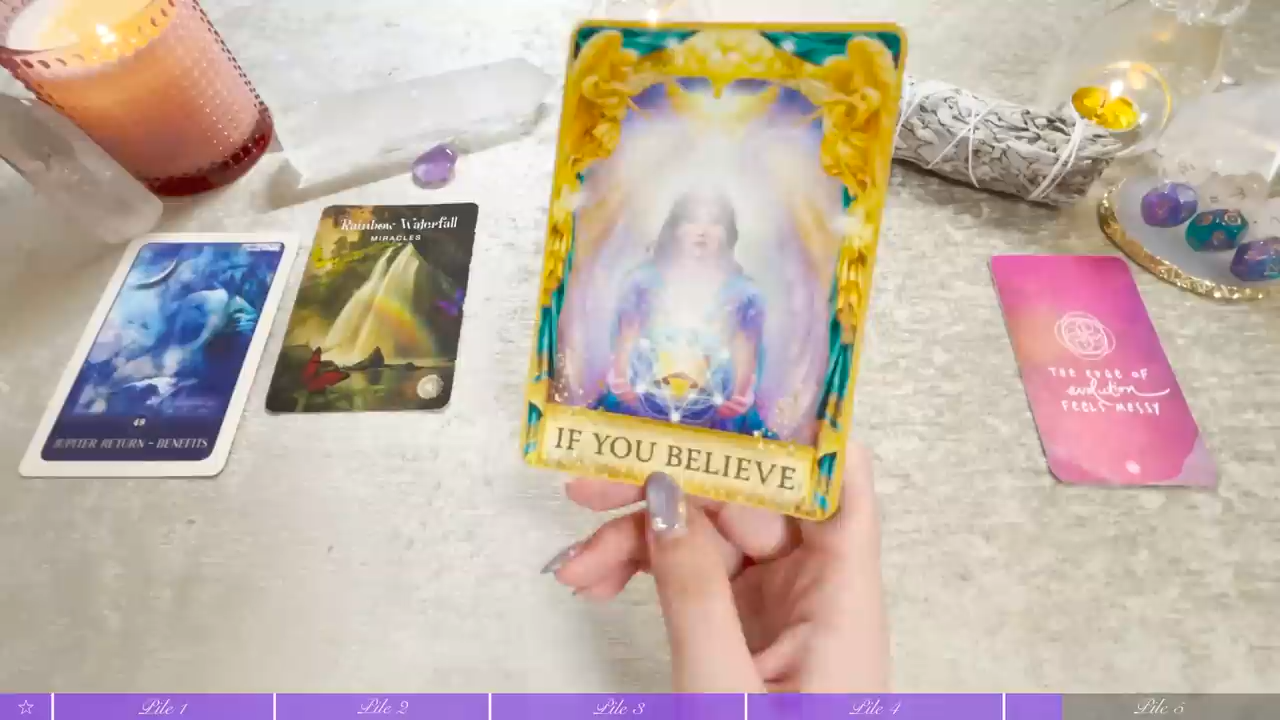 Rainbow Waterfall
MIRACLES
49
JUPITER RETURN - BENEFITS
IF YOU BELIEVE
THE EDGE OF
evolution
FEELS MESSY
☆ Pile 1 Pile 2 Pile 3 Pile 4 Pile 5